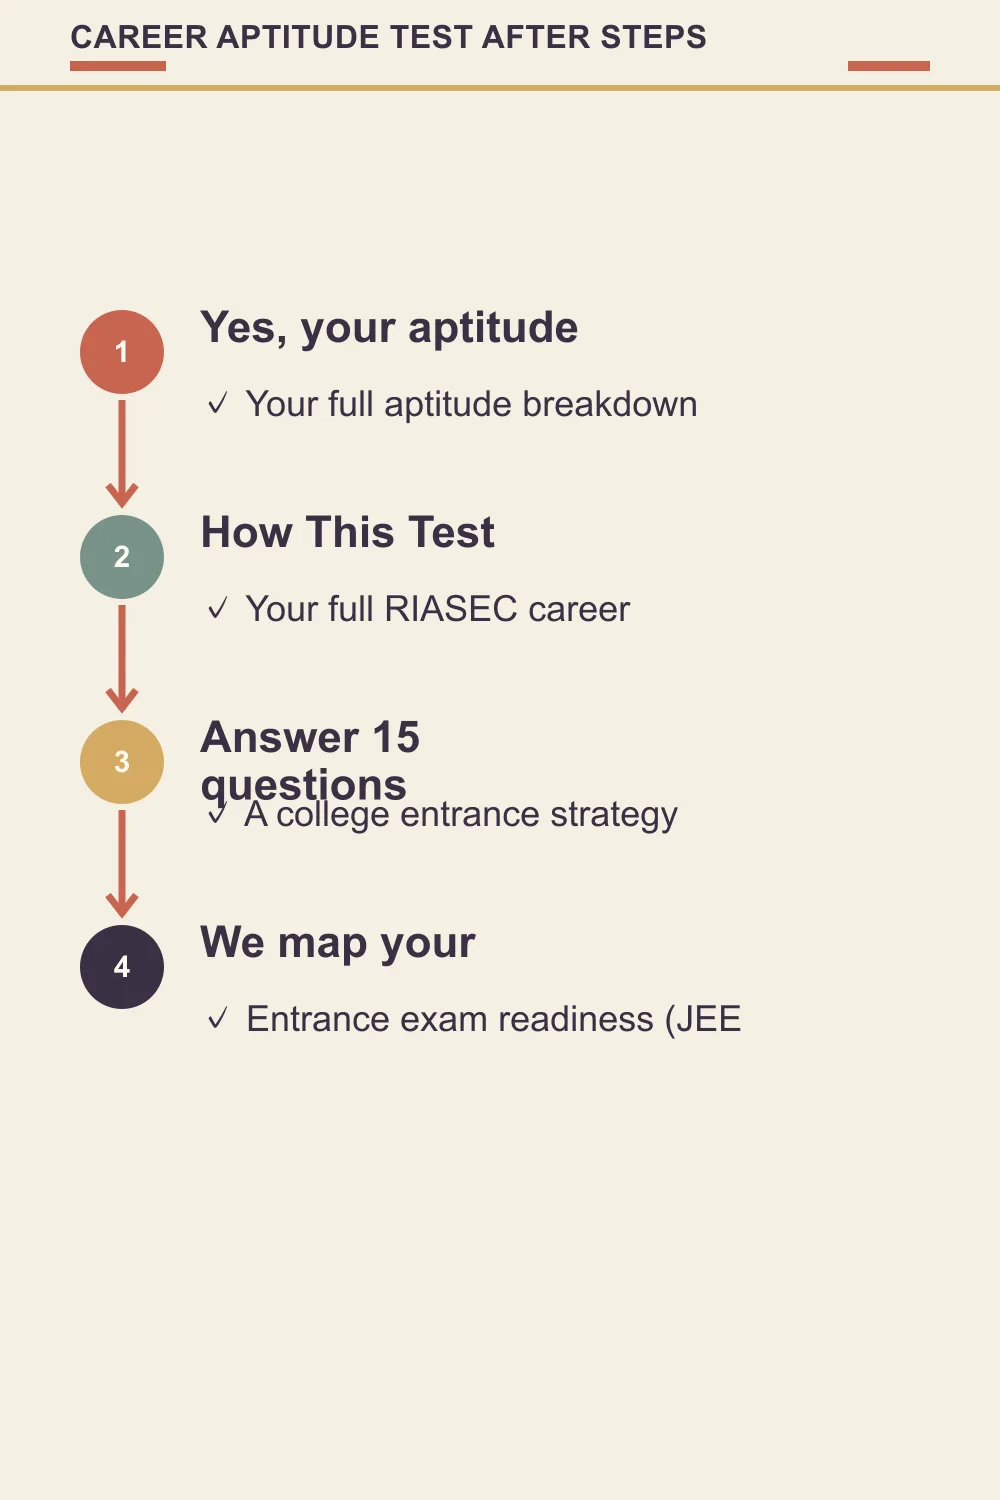 CAREER APTITUDE TEST AFTER STEPS
1
Yes, your aptitude
✓ Your full aptitude breakdown
2
How This Test
✓ Your full RIASEC career
3
Answer 15
questions
✓ A college entrance strategy
4
We map your
✓ Entrance exam readiness (JEE